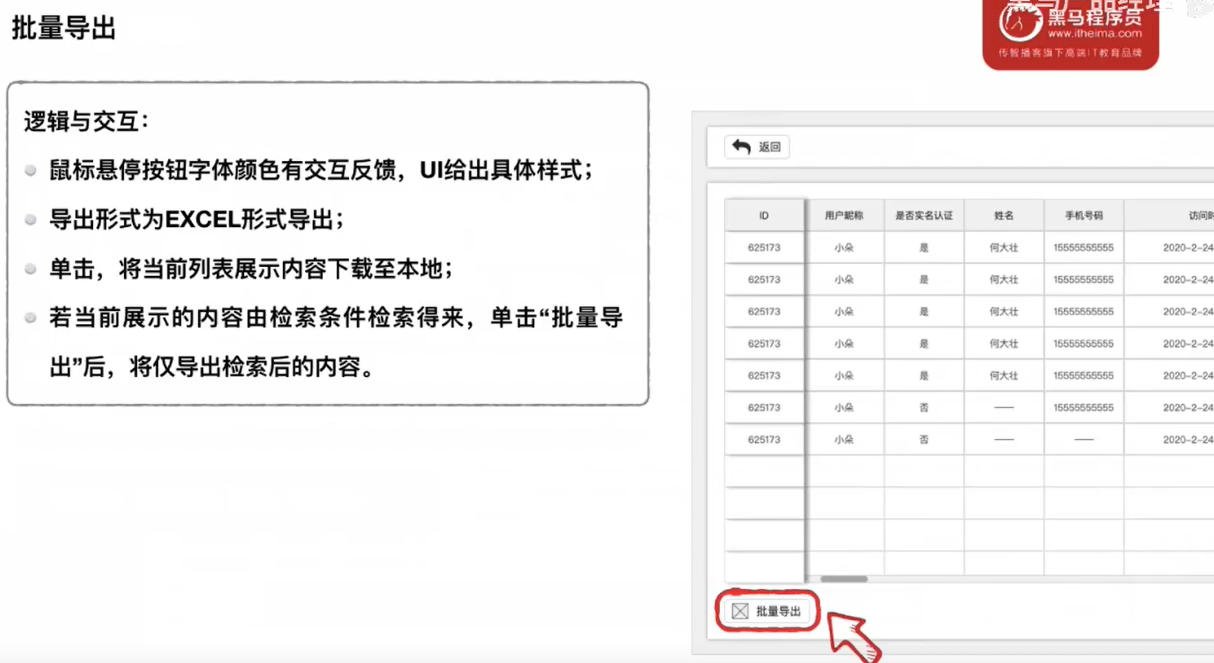 批量导出
黑马程序员
www.itheima.com
传智播客旗下高端IT教育品牌
逻辑与交互：
鼠标悬停按钮字体颜色有交互反馈，UI给出具体样式；
导出形式为EXCEL形式导出；
单击，将当前列表展示内容下载至本地；
若当前展示的内容由检索条件检索得来，单击“批量导
出”后，将仅导出检索后的内容。
返回
ID 用户昵称 是否实名认证 姓名 手机号码 访问时
625173 小朵 是 何大壮 15555555555 2020-2-24
625173 小朵 是 何大壮 15555555555 2020-2-24
625173 小朵 是 何大壮 15555555555 2020-2-24
625173 小朵 是 何大壮 15555555555 2020-2-24
625173 小朵 是 何大壮 15555555555 2020-2-24
625173 小朵 否 —— 15555555555 2020-2-24
625173 小朵 否 —— —— 2020-2-24
批量导出